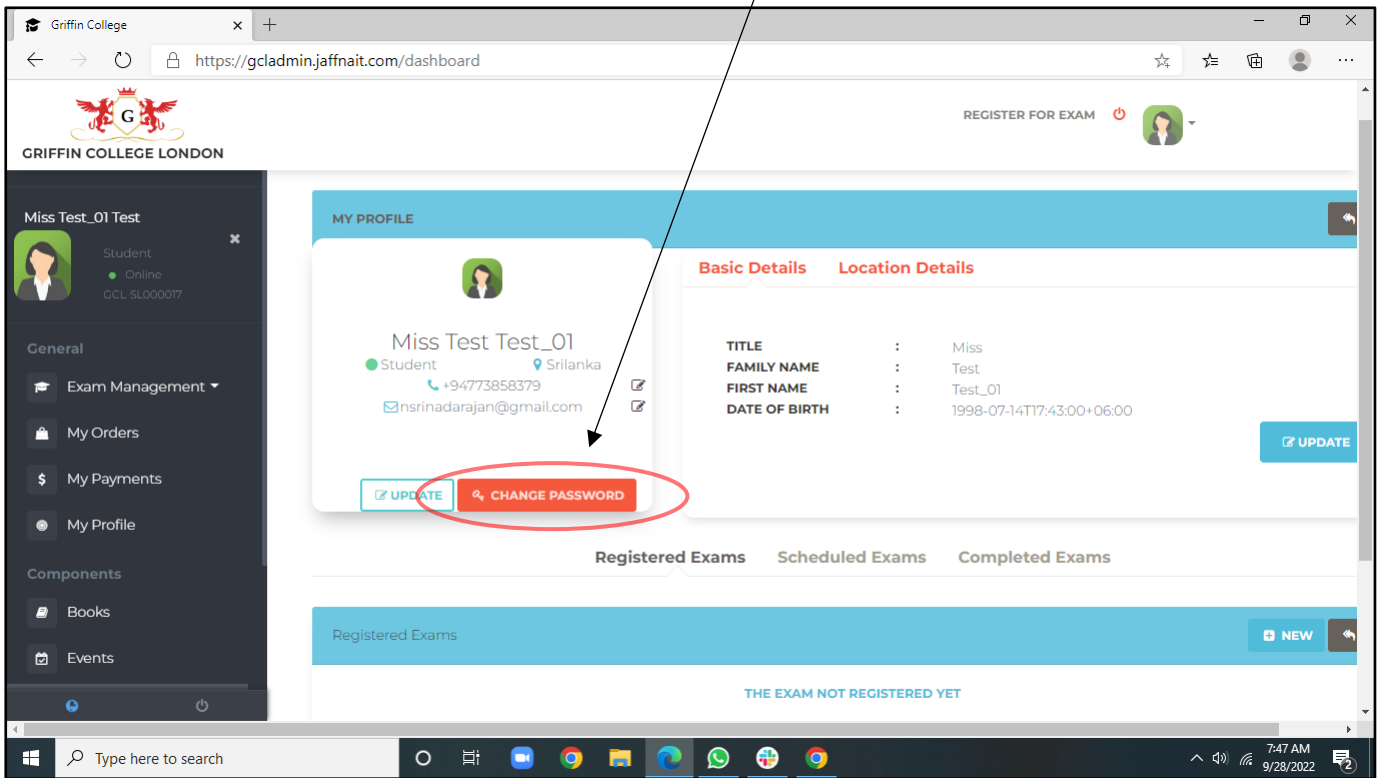 Griffin College
https://gcladmin.jaffnait.com/dashboard
G
GRIFFIN COLLEGE LONDON
REGISTER FOR EXAM
Miss Test_01 Test
Student
Online
GCL-SL000017
General
Exam Management
My Orders
$ My Payments
My Profile
Components
Books
Events
MY PROFILE
Miss Test Test_01
Student Srilanka
+94773858379
nsrinadarajan@gmail.com
UPDATE CHANGE PASSWORD
Basic Details Location Details
TITLE : Miss
FAMILY NAME : Test
FIRST NAME : Test_01
DATE OF BIRTH : 1998-07-14T17:43:00+06:00
UPDATE
Registered Exams Scheduled Exams Completed Exams
Registered Exams
NEW
THE EXAM NOT REGISTERED YET
Type here to search
7:47 AM
9/28/2022
2